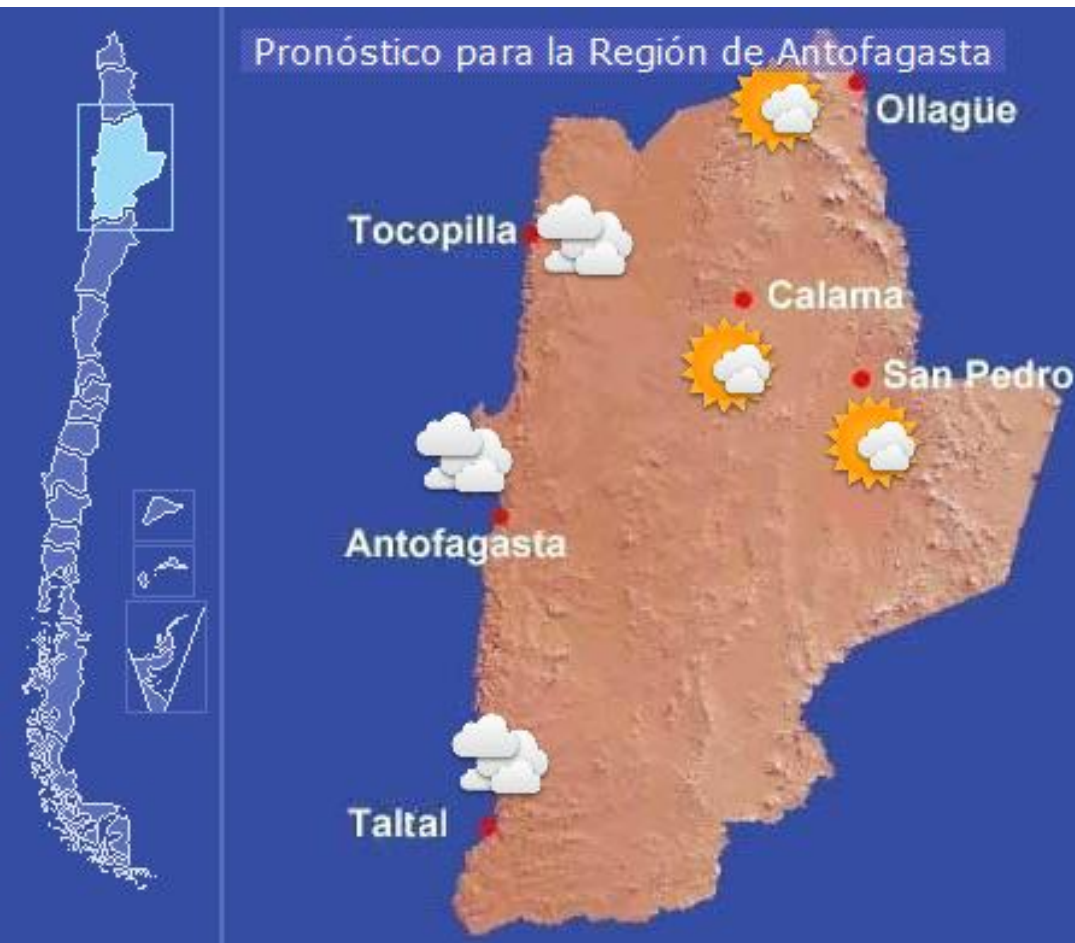 Pronóstico para la Región de Antofagasta
Ollagüe
Tocopilla
Calama
San Pedro
Antofagasta
Taltal